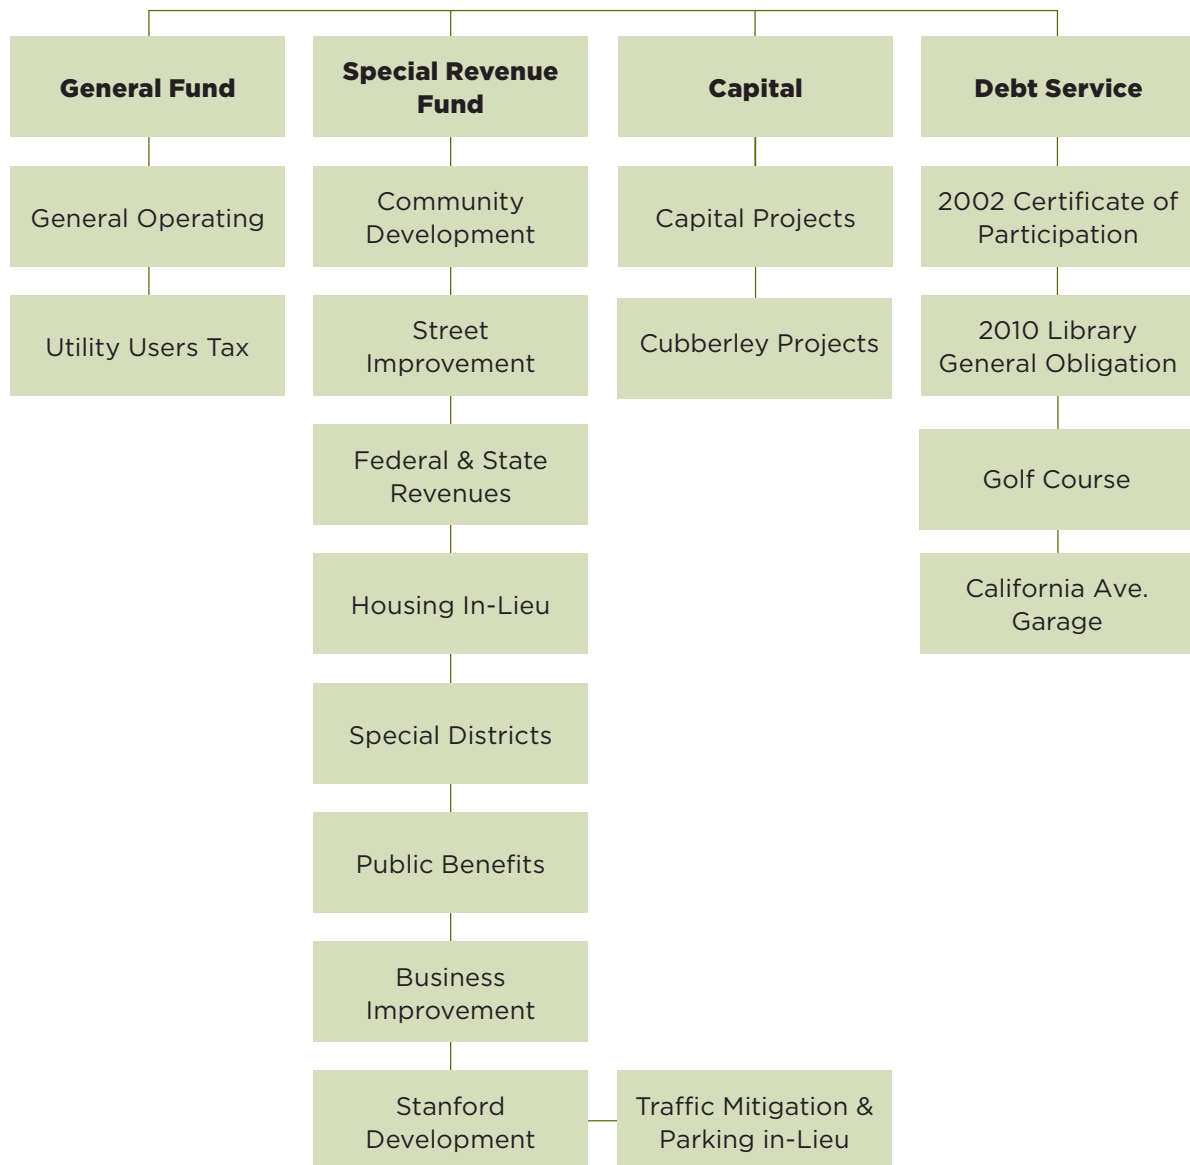 General Fund
Special Revenue
Fund
Capital
Debt Service
General Operating
Utility Users Tax
Community
Development
Street
Improvement
Federal & State
Revenues
Housing In-Lieu
Special Districts
Public Benefits
Business
Improvement
Stanford
Development
Traffic Mitigation &
Parking in-Lieu
Capital Projects
Cubberley Projects
2002 Certificate of
Participation
2010 Library
General Obligation
Golf Course
California Ave.
Garage